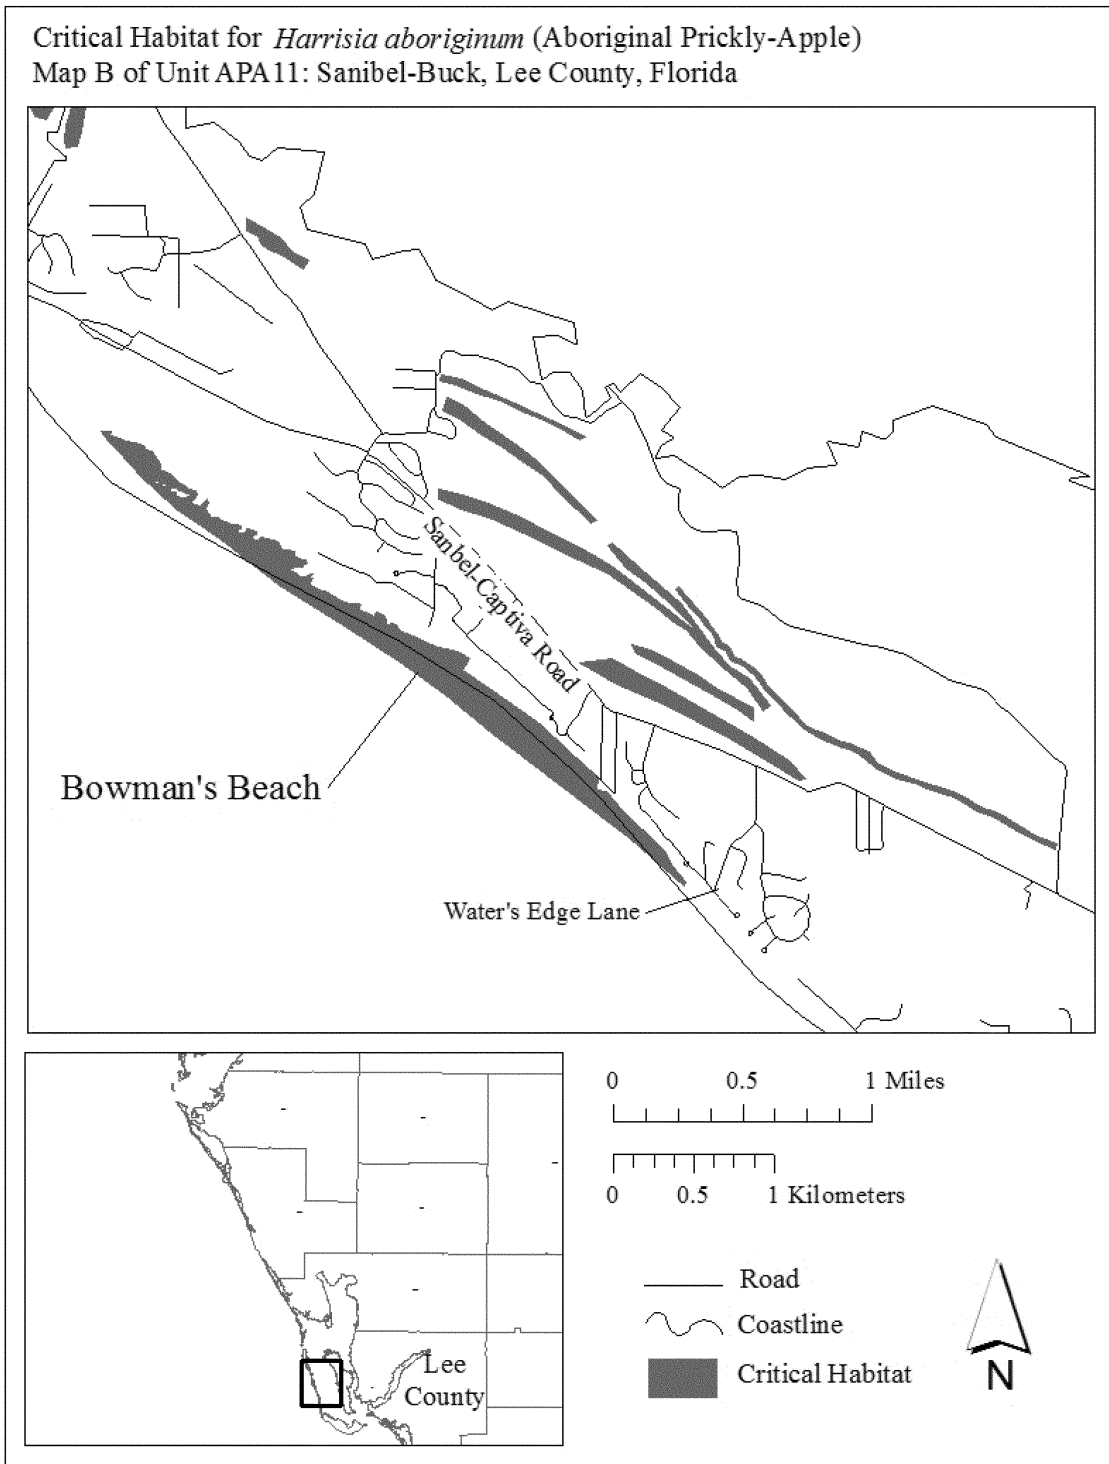 Critical Habitat for Harrisia aboriginum (Aboriginal Prickly-Apple)
Map B of Unit APA11: Sanibel-Buck, Lee County, Florida
Sanbel-Captiva Road
Bowman's Beach
Water's Edge Lane
0 0.5 1 Miles
0 0.5 1 Kilometers
Road
Coastline
Critical Habitat
N
Lee
County